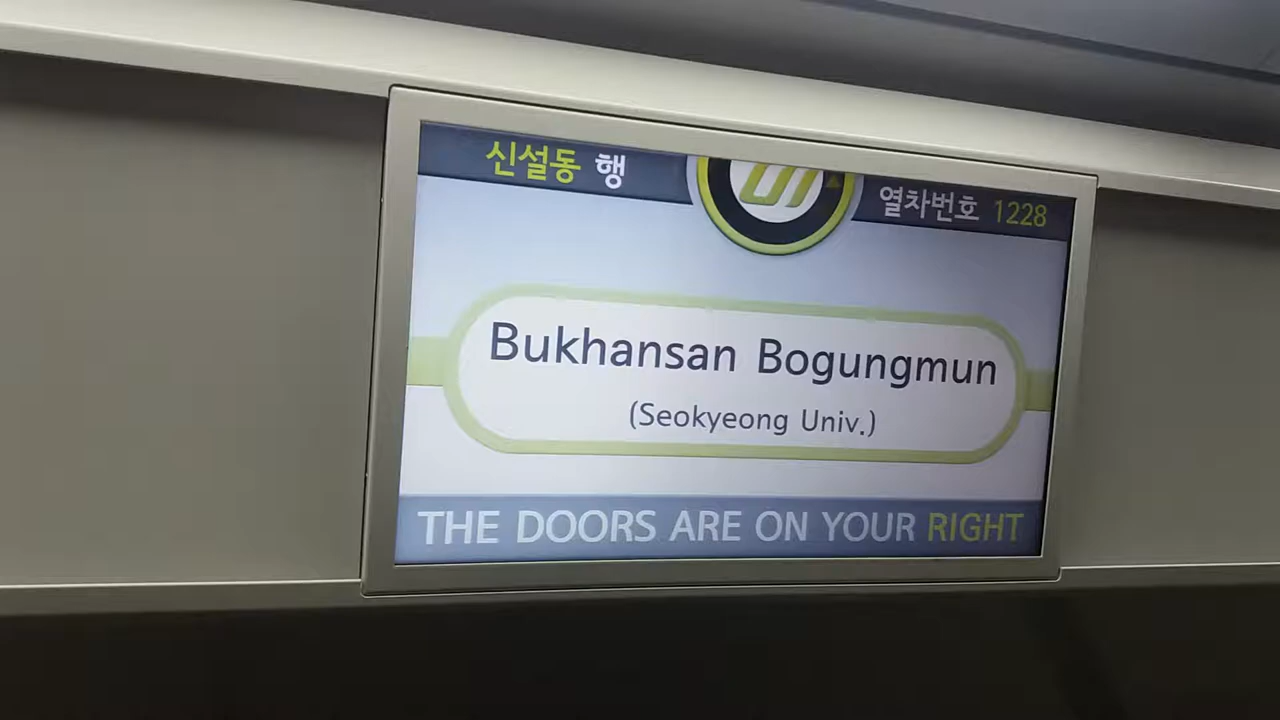 신설동 행
UI
열차번호 1228
Bukhansan Bogungmun
(Seokyeong Univ.)
THE DOORS ARE ON YOUR RIGHT